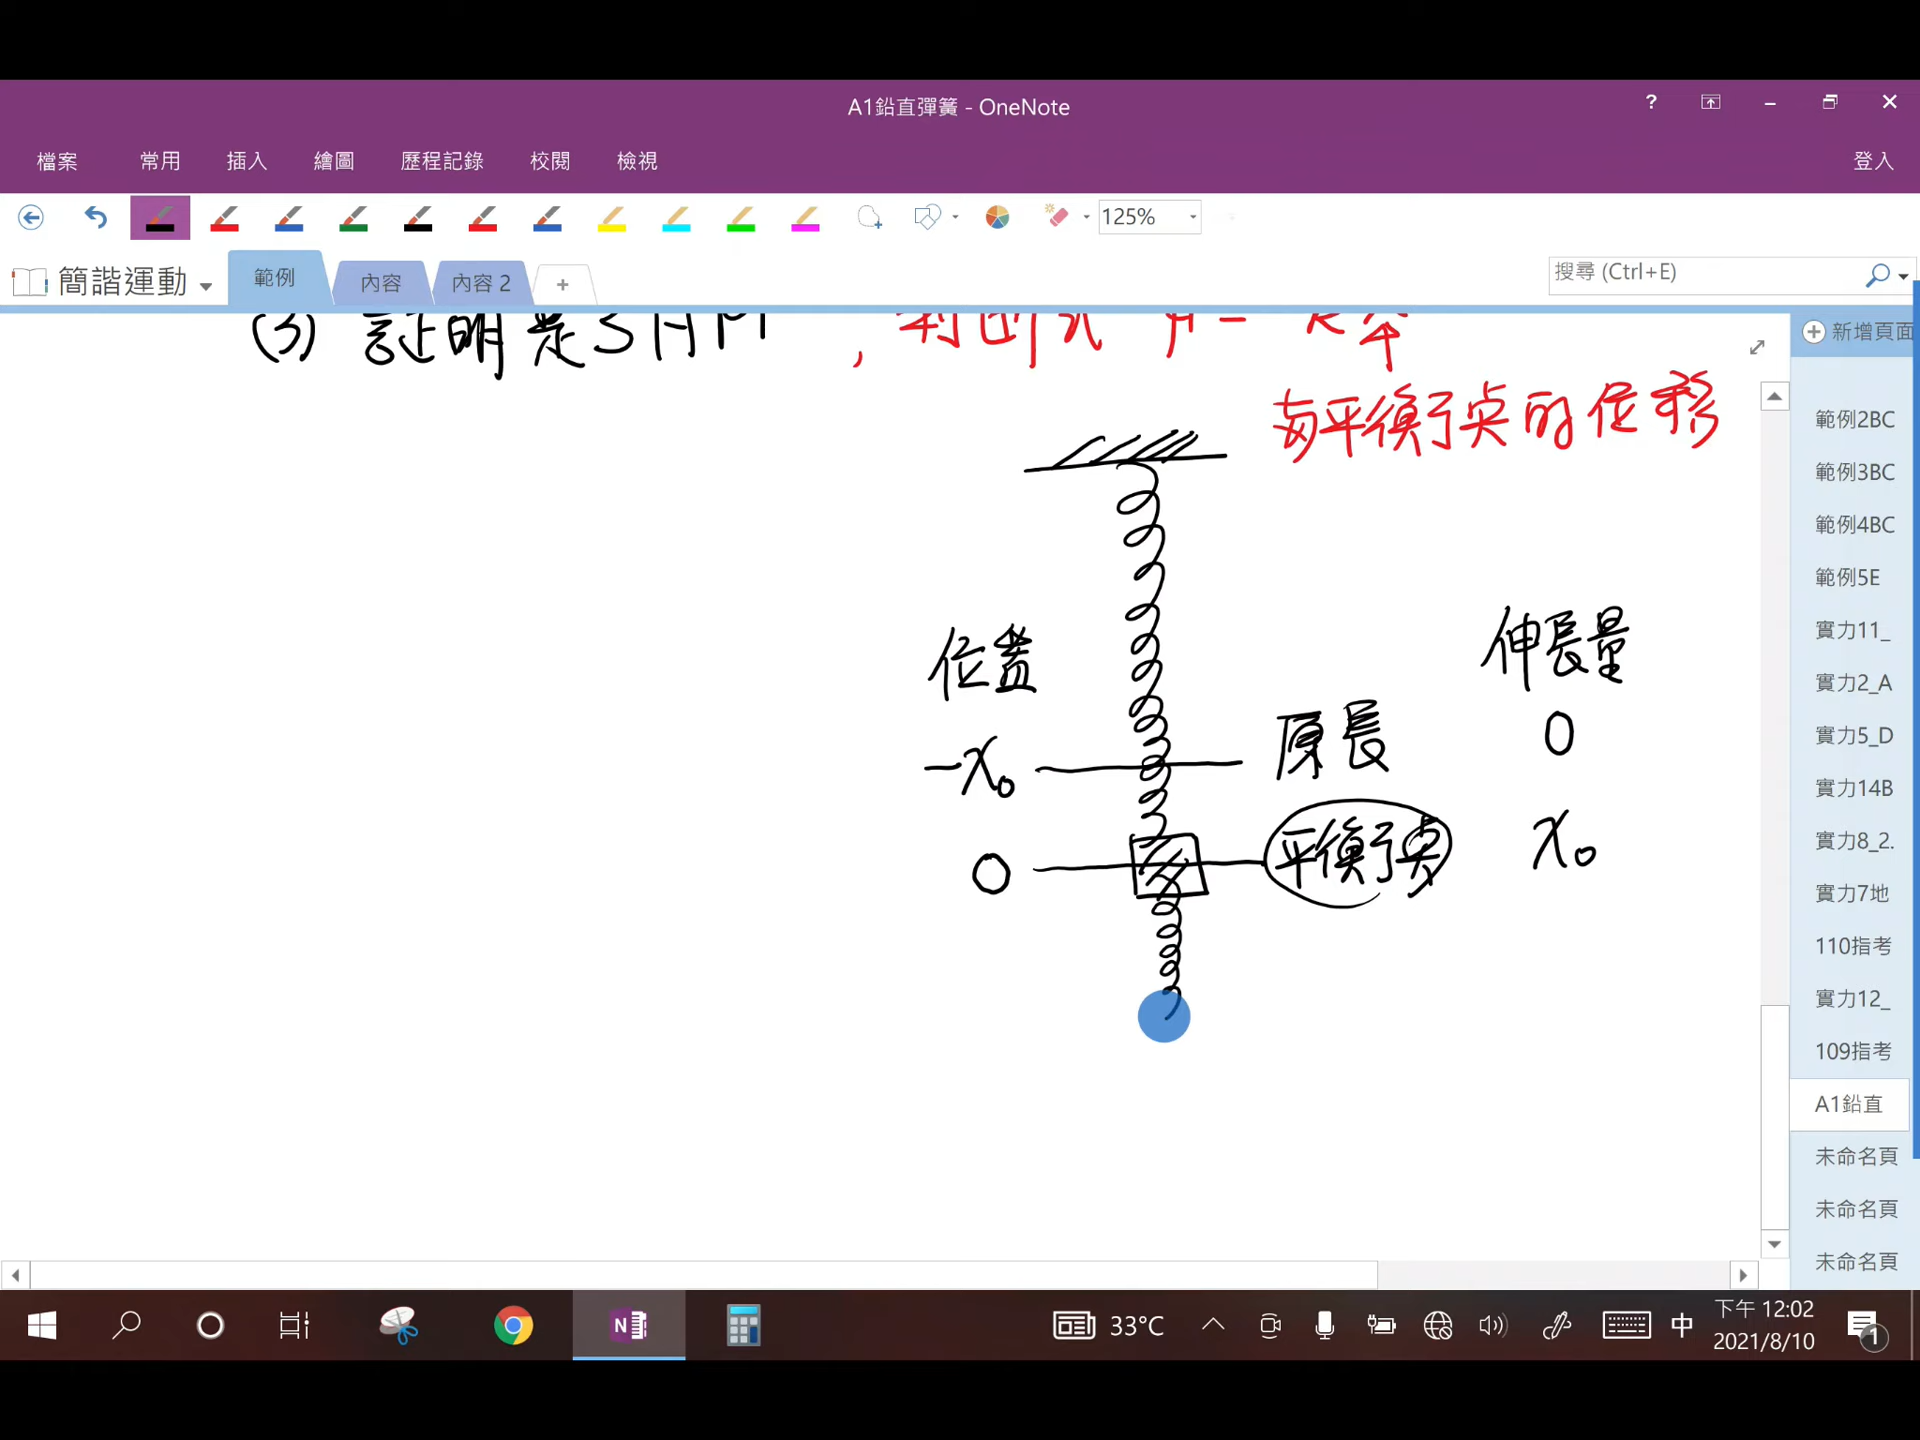 A1鉛直彈簧 - OneNote
檔案 常用 插入 繪圖 歷程記錄 校閱 檢視 登入
125%
簡諧運動 範例 內容 內容 2 + 搜尋 (Ctrl+E)
(3) 証明是SHM ,
平衡點的位移
位置 伸長量
-x₀ 原長 0
0 平衡點 x₀
新增頁面
範例2BC
範例3BC
範例4BC
範例5E
實力11_
實力2_A
實力5_D
實力14B
實力8_2.
實力7地
110指考
實力12_
109指考
A1鉛直
未命名頁
未命名頁
未命名頁
33°C 中 下午 12:02
2021/8/10
1